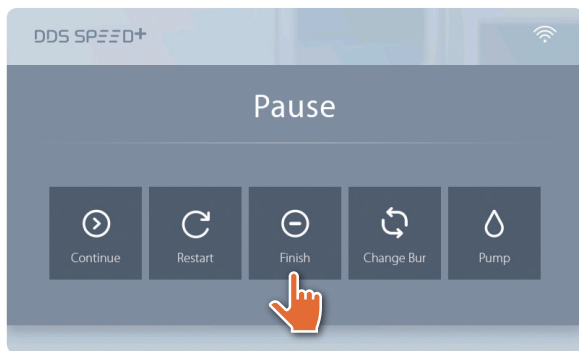 DDS SPEED+
Pause
Continue Restart Finish Change Bur Pump